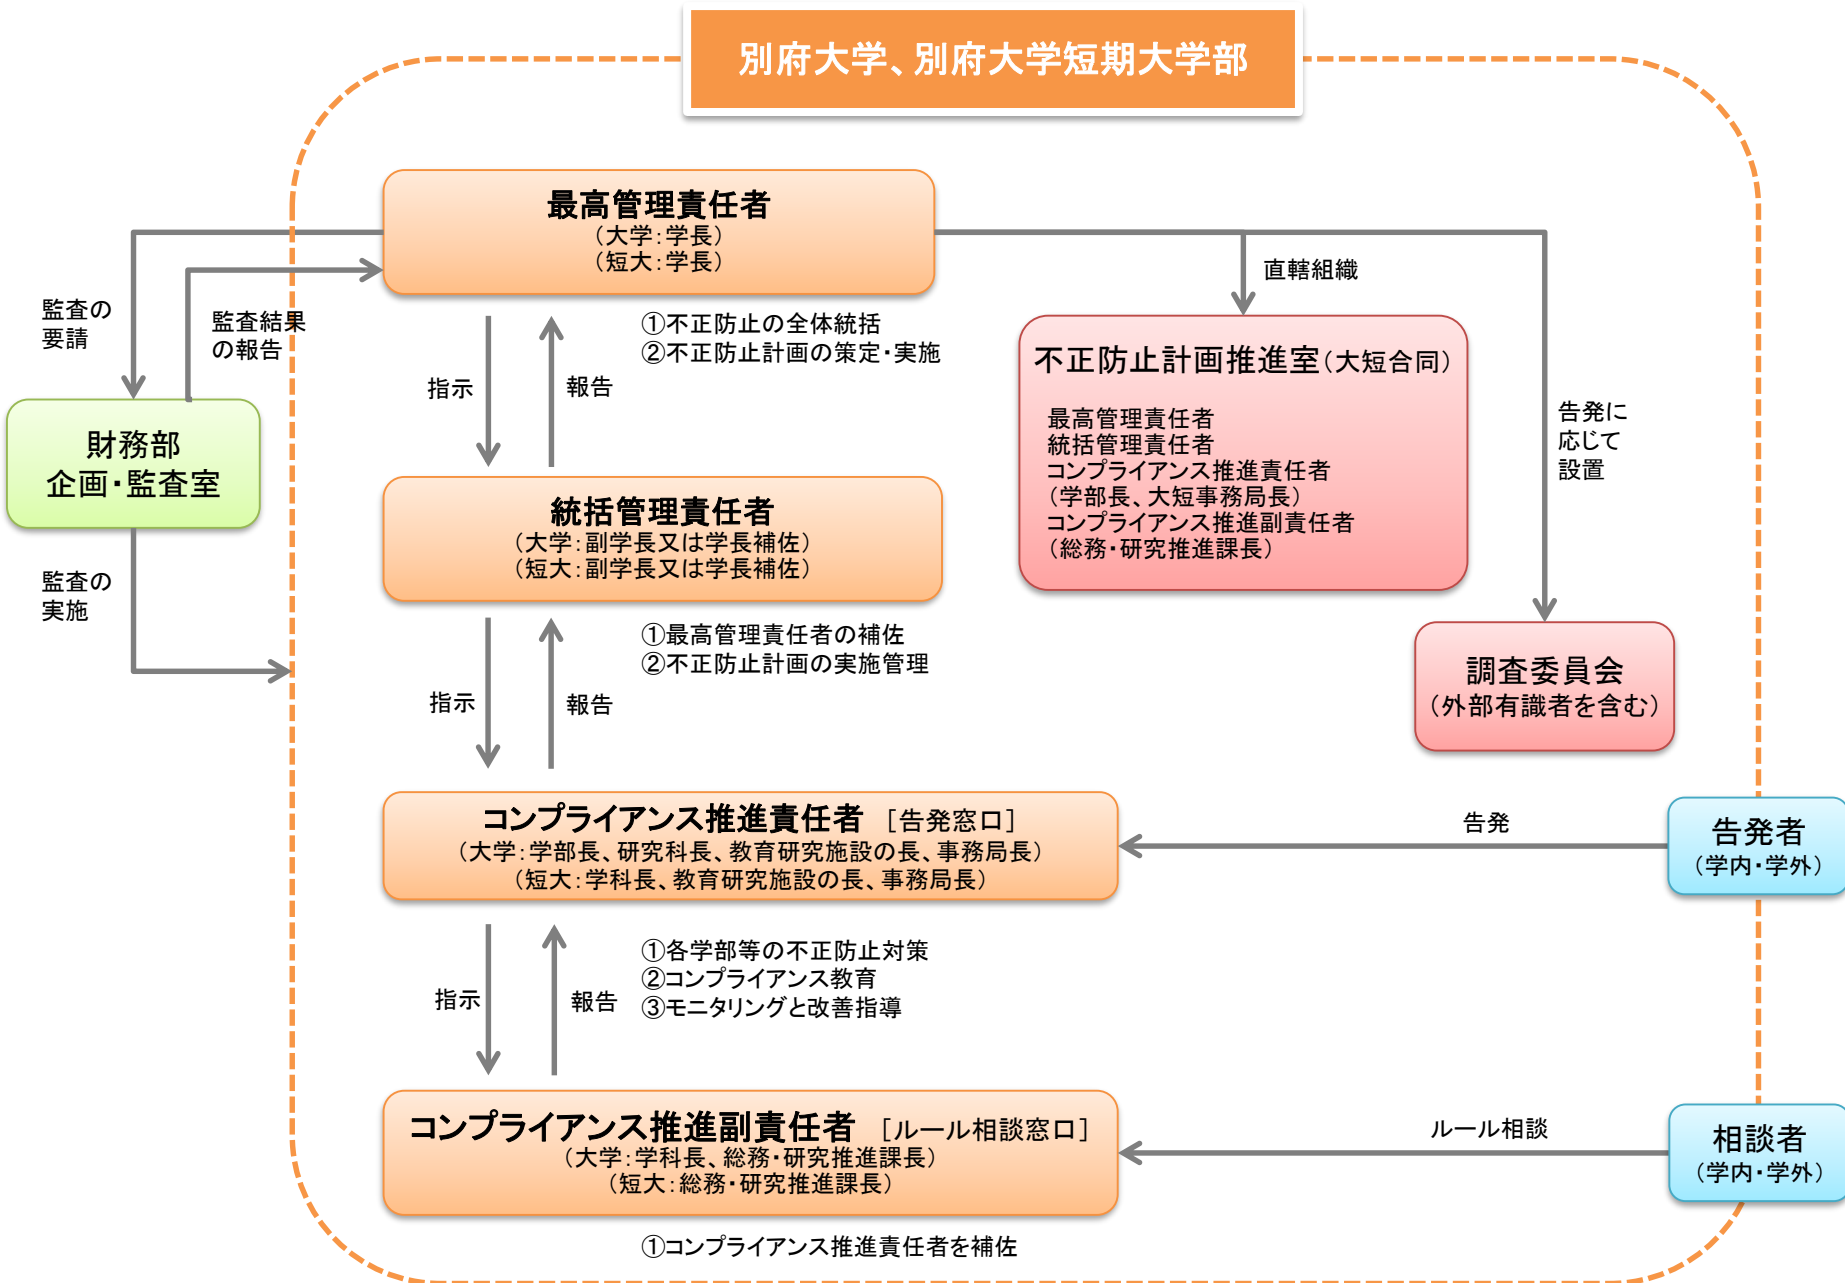 別府大学、別府大学短期大学部
最高管理責任者
（大学：学長）
（短大：学長）
監査の
要請
監査結果
の報告
直轄組織
①不正防止の全体統括
②不正防止計画の策定・実施
指示
報告
不正防止計画推進室（大短合同）
最高管理責任者
統括管理責任者
コンプライアンス推進責任者
（学部長、大短事務局長）
コンプライアンス推進副責任者
（総務・研究推進課長）
告発に
応じて
設置
財務部
企画・監査室
統括管理責任者
（大学：副学長又は学長補佐）
（短大：副学長又は学長補佐）
監査の
実施
①最高管理責任者の補佐
②不正防止計画の実施管理
指示
報告
調査委員会
（外部有識者を含む）
コンプライアンス推進責任者 ［告発窓口］
（大学：学部長、研究科長、教育研究施設の長、事務局長）
（短大：学科長、教育研究施設の長、事務局長）
告発
告発者
（学内・学外）
①各学部等の不正防止対策
②コンプライアンス教育
③モニタリングと改善指導
指示
報告
コンプライアンス推進副責任者 ［ルール相談窓口］
（大学：学科長、総務・研究推進課長）
（短大：総務・研究推進課長）
ルール相談
相談者
（学内・学外）
①コンプライアンス推進責任者を補佐